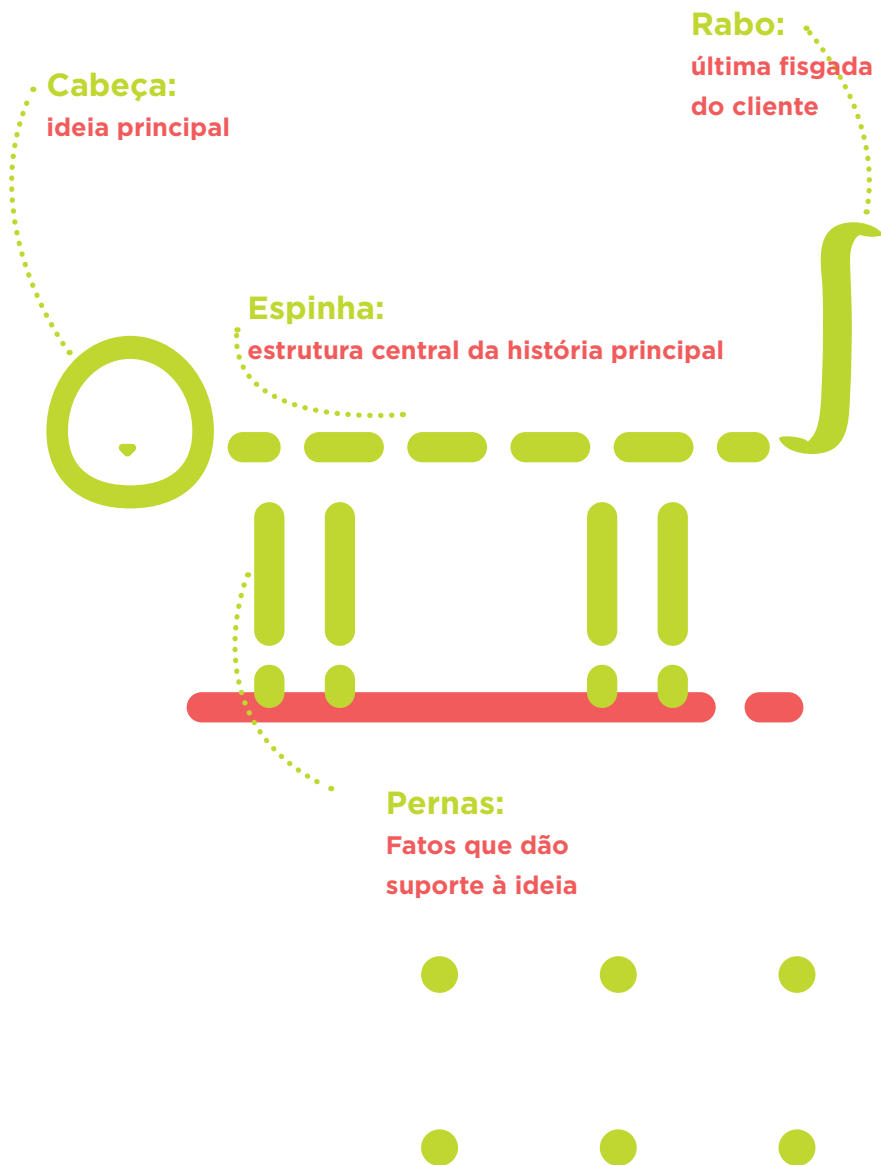 Rabo:
última fisgada
do cliente
Cabeça:
ideia principal
Espinha:
estrutura central da história principal
Pernas:
Fatos que dão
suporte à ideia